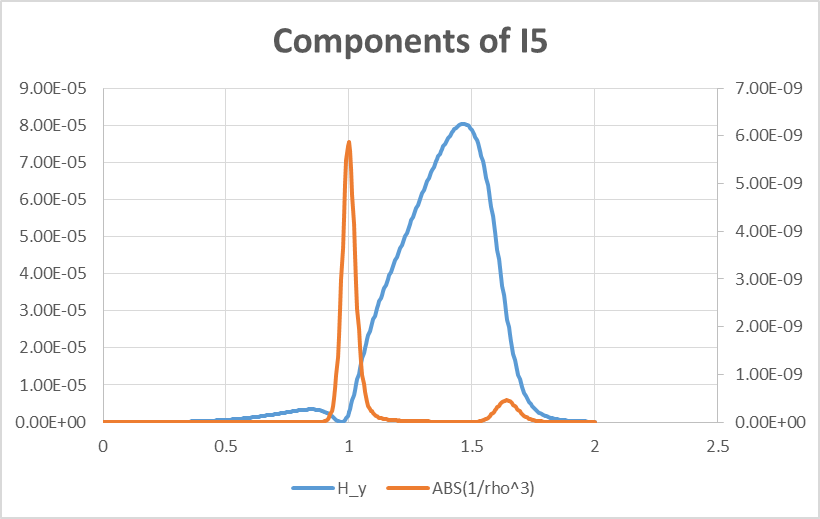 Components of I5
9.00E-05
8.00E-05
7.00E-05
6.00E-05
5.00E-05
4.00E-05
3.00E-05
2.00E-05
1.00E-05
0.00E+00
7.00E-09
6.00E-09
5.00E-09
4.00E-09
3.00E-09
2.00E-09
1.00E-09
0.00E+00
0 0.5 1 1.5 2 2.5
H_y ABS(1/rho^3)